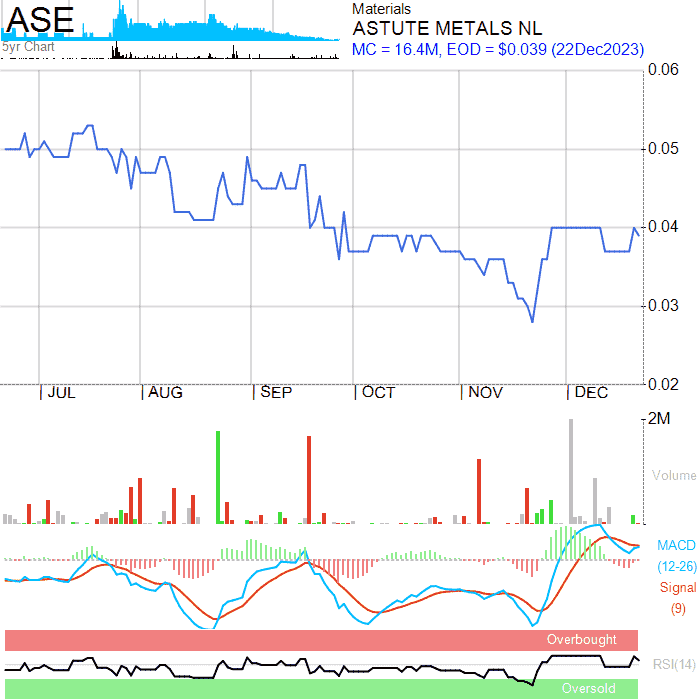 ASE
5yr Chart
Materials
ASTUTE METALS NL
MC = 16.4M, EOD = $0.039 (22Dec2023)
0.06
0.05
0.04
0.03
0.02
JUL
AUG
SEP
OCT
NOV
DEC
2M
Volume
MACD
(12-26)
Signal
(9)
Overbought
RSI(14)
Oversold